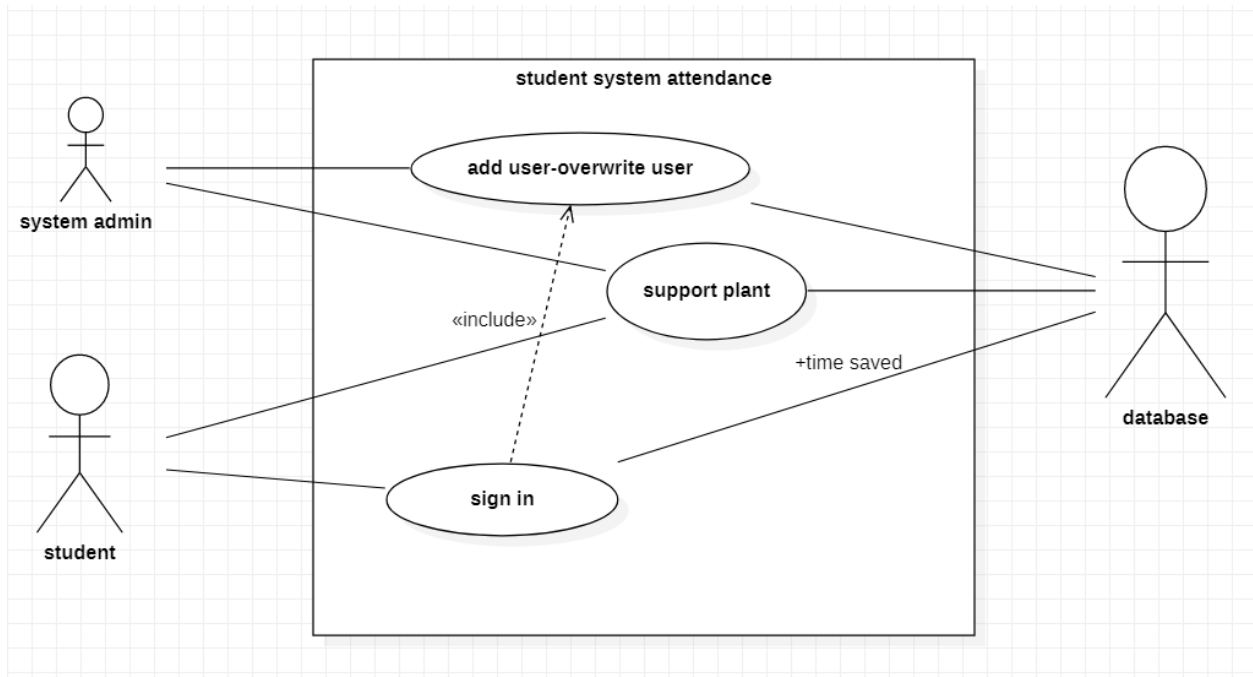 student system attendance
add user-overwrite user
system admin
support plant
«include»
+time saved
database
sign in
student